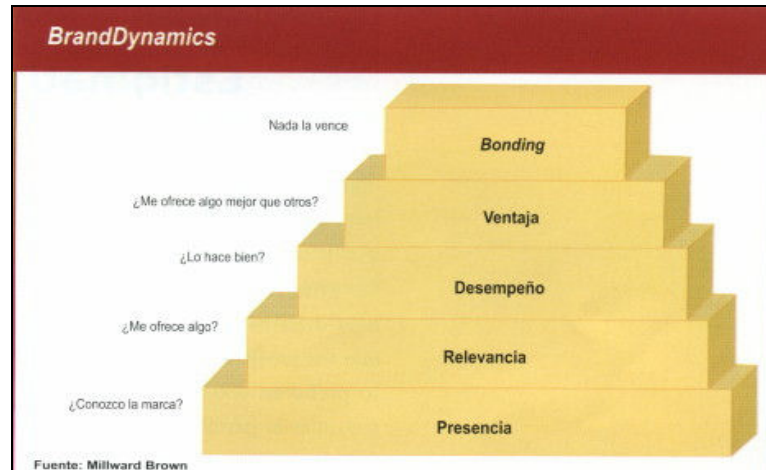 BrandDynamics
Nada la vence
Bonding
¿Me ofrece algo mejor que otros?
Ventaja
¿Lo hace bien?
Desempeño
¿Me ofrece algo?
Relevancia
¿Conozco la marca?
Presencia
Fuente: Millward Brown